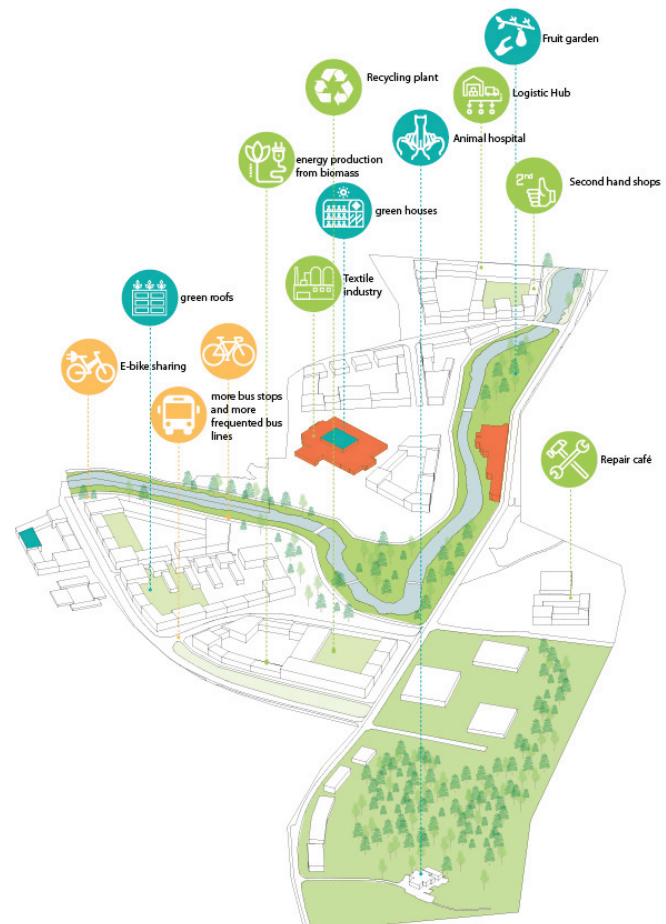 Fruit garden
Recycling plant
Logistic Hub
Animal hospital
energy production
from biomass
2nd
Second hand shops
green houses
Textile
industry
green roofs
E-bike sharing
more bus stops
and more
frequented bus
lines
Repair café